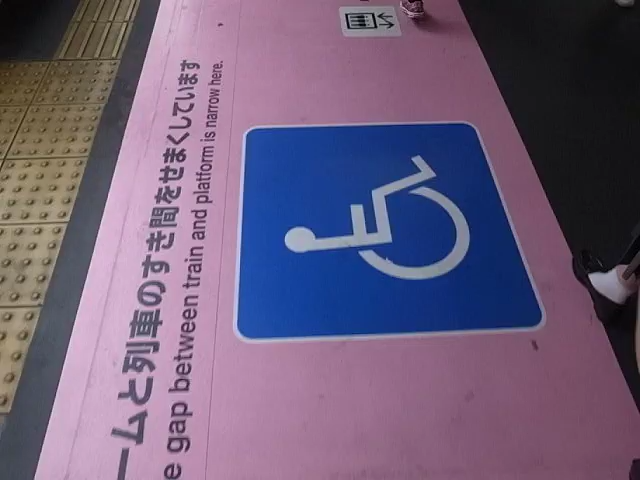 ームと列車のすき間をせまくしています
gap between train and platform is narrow here.